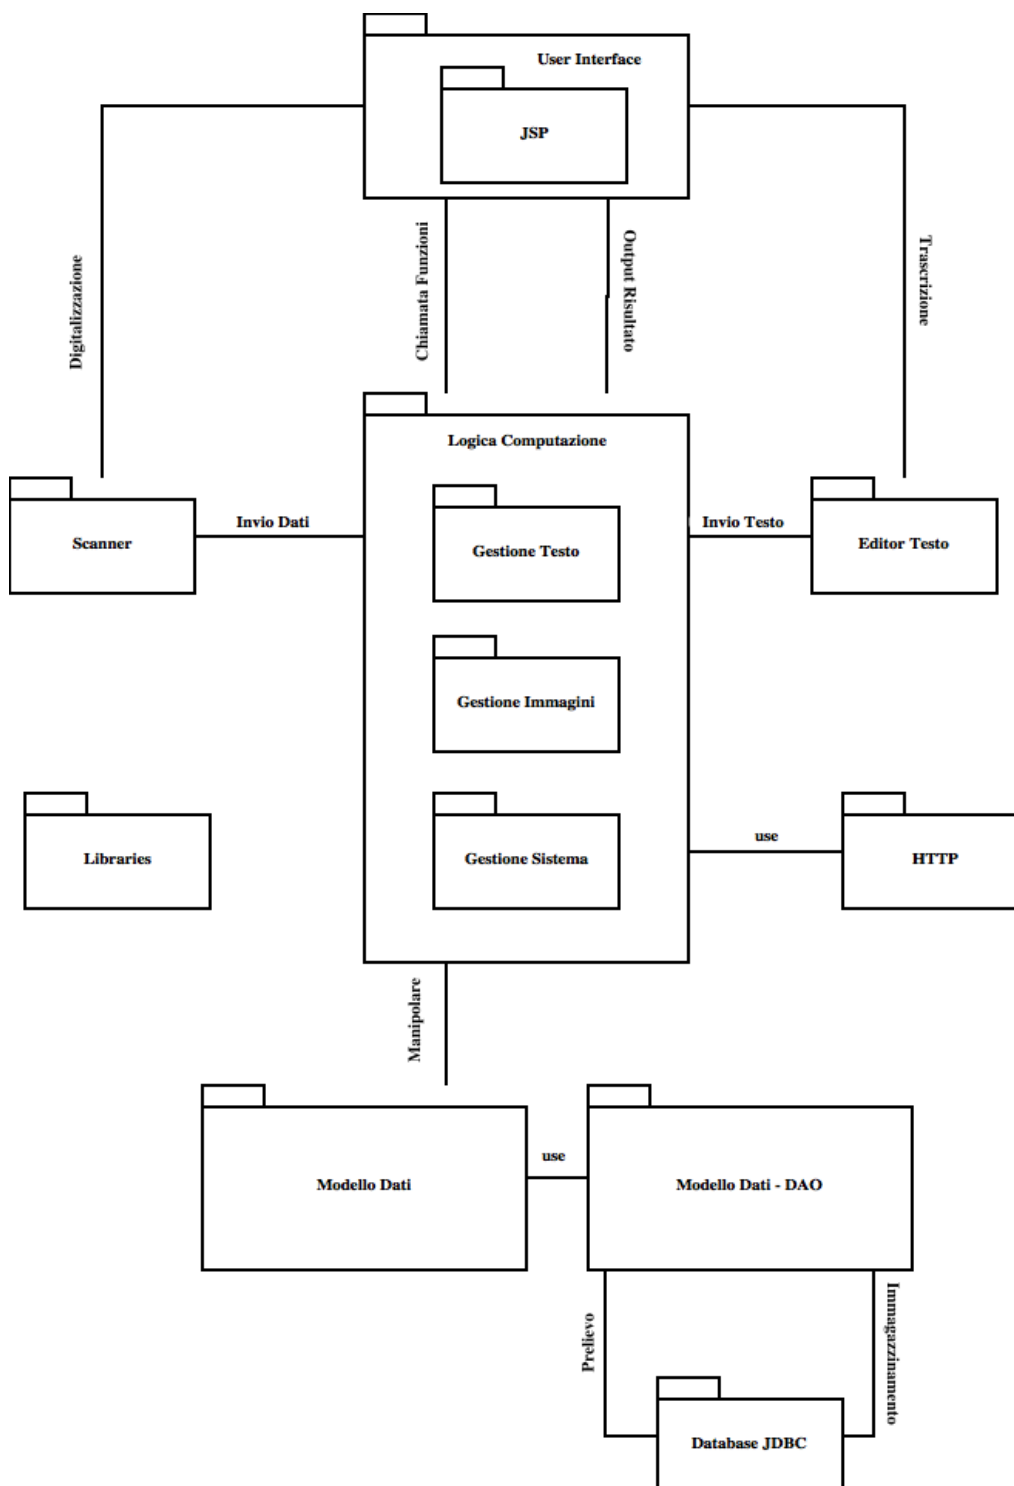 User Interface
JSP
Digitalizzazione
Chiamata Funzioni
Output Risultato
Trascrizione
Logica Computazione
Scanner
Invio Dati
Gestione Testo
Invio Testo
Editor Testo
Gestione Immagini
Libraries
Gestione Sistema
use
HTTP
Manipolare
Modello Dati
use
Modello Dati - DAO
Prelievo
Immagazzinamento
Database JDBC